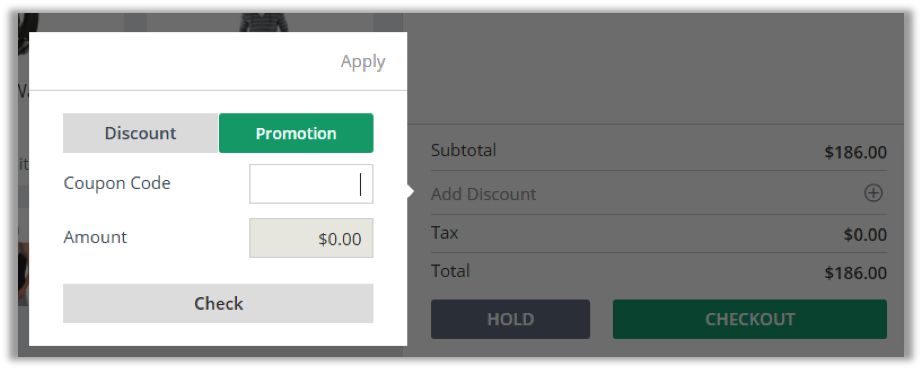 Apply
Discount Promotion
Coupon Code
Amount $0.00
Check
Subtotal $186.00
Add Discount
Tax $0.00
Total $186.00
HOLD CHECKOUT